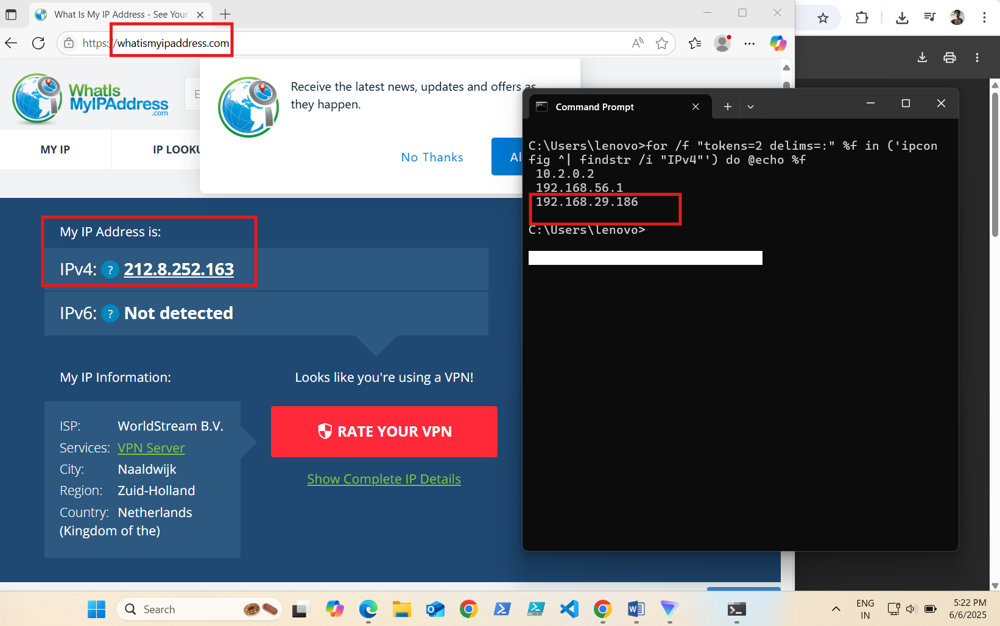 What Is My IP Address - See Your
https://whatismyipaddress.com
WhatIs
MyIPAddress
.com
E
Receive the latest news, updates and offers as
they happen.
No Thanks
Al
MY IP
IP LOOKU
My IP Address is:
IPv4: ? 212.8.252.163
IPv6: ? Not detected
My IP Information:
Looks like you're using a VPN!
ISP: WorldStream B.V.
Services: VPN Server
City: Naaldwijk
Region: Zuid-Holland
Country: Netherlands
(Kingdom of the)
RATE YOUR VPN
Show Complete IP Details
Command Prompt
C:\Users\lenovo>for /f "tokens=2 delims=:" %f in ('ipcon
fig ^| findstr /i "IPv4"') do @echo %f
10.2.0.2
192.168.56.1
192.168.29.186
C:\Users\lenovo>
Search
ENG
IN
5:22 PM
6/6/2025